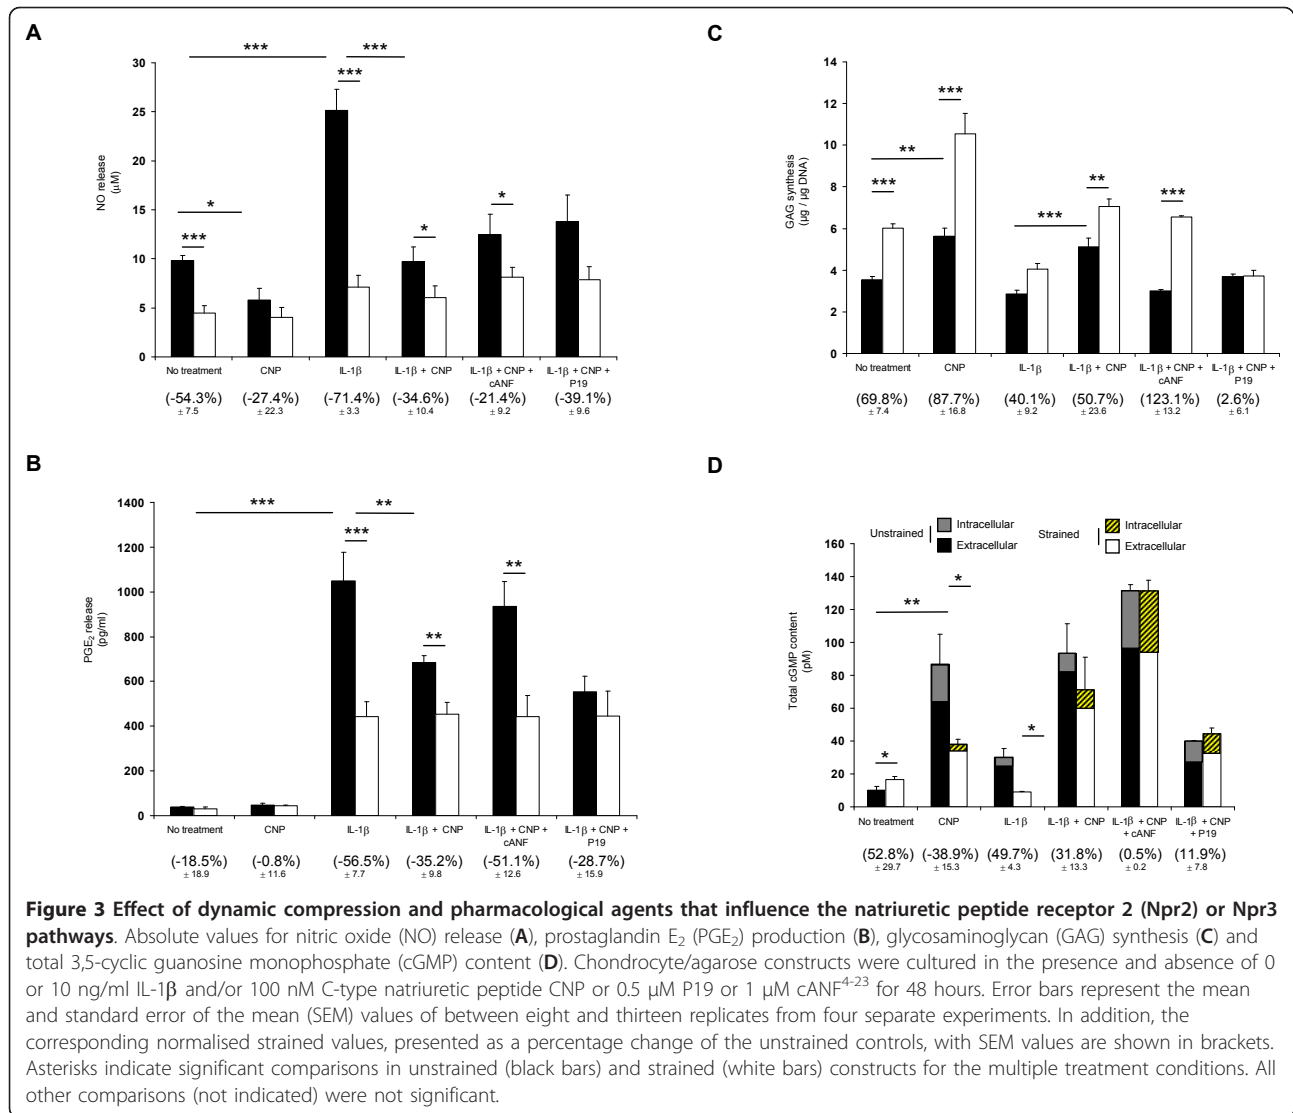 A
*** ***
30
***
25
20
NO release
(μM)
15
*
*
*
10
***
5
0
No treatment CNP IL-1β IL-1β + CNP IL-1β + CNP + cANF IL-1β + CNP + P19
(-54.3%) (-27.4%) (-71.4%) (-34.6%) (-21.4%) (-39.1%)
± 7.5 ± 22.3 ± 3.3 ± 10.4 ± 9.2 ± 9.6
B
1400
*** **
1200
***
1000
**
800
PGE2 release
(pg/ml)
**
600
400
200
0
No treatment CNP IL-1β IL-1β + CNP IL-1β + CNP + cANF IL-1β + CNP + P19
(-18.5%) (-0.8%) (-56.5%) (-35.2%) (-51.1%) (-28.7%)
± 18.9 ± 11.6 ± 7.7 ± 9.8 ± 12.6 ± 15.9
C
14
***
12
10
**
8
*** *** ** ***
GAG synthesis
(μg / μg DNA)
6
4
2
0
No treatment CNP IL-1β IL-1β + CNP IL-1β + CNP + cANF IL-1β + CNP + P19
(69.8%) (87.7%) (40.1%) (50.7%) (123.1%) (2.6%)
± 7.4 ± 16.8 ± 9.2 ± 23.6 ± 13.2 ± 6.1
D
Unstrained Intracellular Strained Intracellular
Extracellular Extracellular
160
140
*
120
**
100
80
Total cGMP content
(pM)
60
*
40
*
20
0
No treatment CNP IL-1β IL-1β + CNP IL-1β + CNP + cANF IL-1β + CNP + P19
(52.8%) (-38.9%) (49.7%) (31.8%) (0.5%) (11.9%)
± 29.7 ± 15.3 ± 4.3 ± 13.3 ± 0.2 ± 7.8
Figure 3 Effect of dynamic compression and pharmacological agents that influence the natriuretic peptide receptor 2 (Npr2) or Npr3
pathways. Absolute values for nitric oxide (NO) release (A), prostaglandin E2 (PGE2) production (B), glycosaminoglycan (GAG) synthesis (C) and
total 3,5-cyclic guanosine monophosphate (cGMP) content (D). Chondrocyte/agarose constructs were cultured in the presence and absence of 0
or 10 ng/ml IL-1β and/or 100 nM C-type natriuretic peptide CNP or 0.5 μM P19 or 1 μM cANF4-23 for 48 hours. Error bars represent the mean
and standard error of the mean (SEM) values of between eight and thirteen replicates from four separate experiments. In addition, the
corresponding normalised strained values, presented as a percentage change of the unstrained controls, with SEM values are shown in brackets.
Asterisks indicate significant comparisons in unstrained (black bars) and strained (white bars) constructs for the multiple treatment conditions. All
other comparisons (not indicated) were not significant.